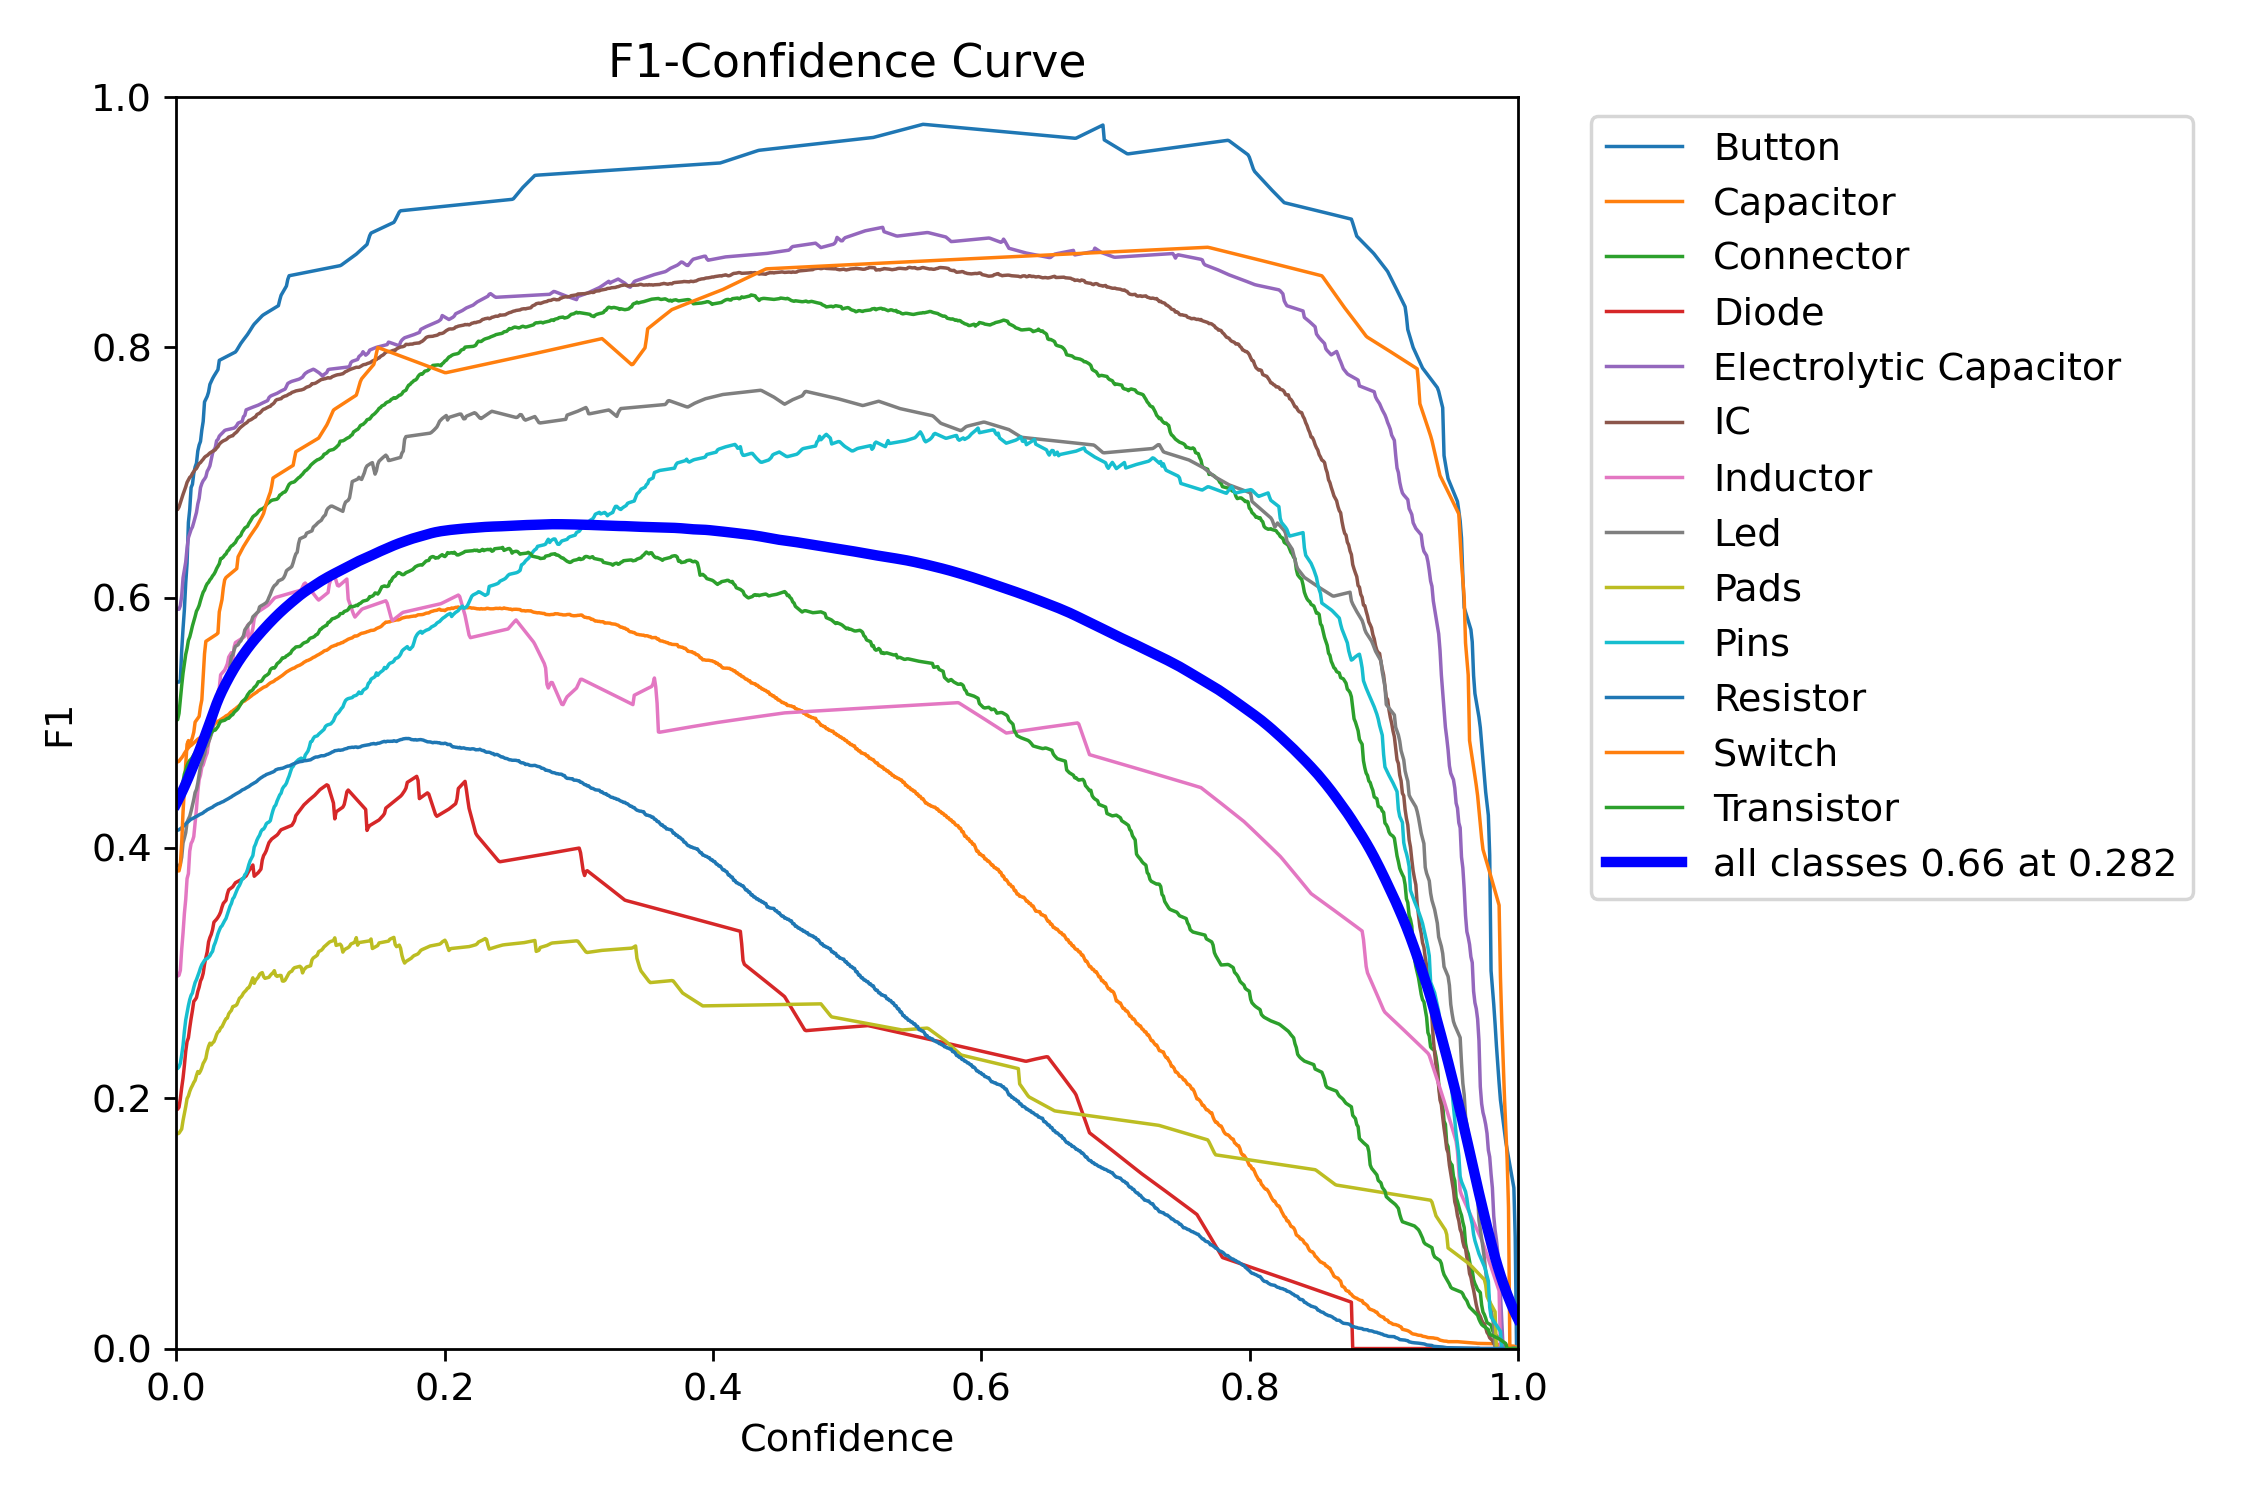 F1-Confidence Curve
1.0
0.8
0.6
0.4
0.2
0.0
F1
0.0 0.2 0.4 0.6 0.8 1.0
Confidence
Button
Capacitor
Connector
Diode
Electrolytic Capacitor
IC
Inductor
Led
Pads
Pins
Resistor
Switch
Transistor
all classes 0.66 at 0.282